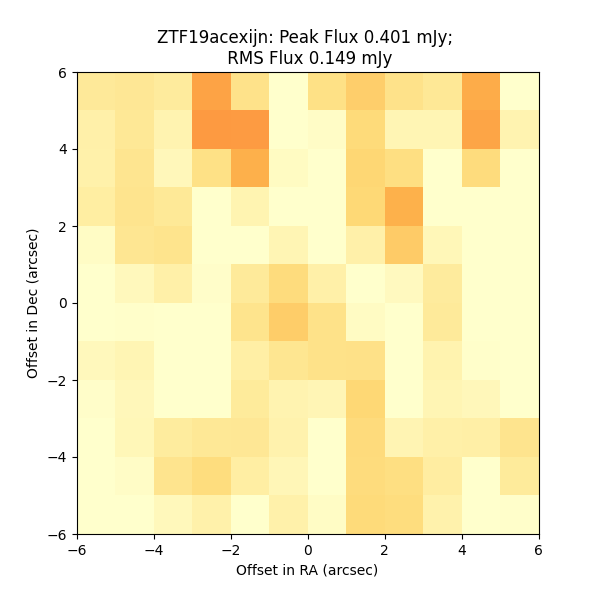 ZTF19acexijn: Peak Flux 0.401 mJy;
RMS Flux 0.149 mJy
6
4
2
0
−2
−4
−6
Offset in Dec (arcsec)
−6 −4 −2 0 2 4 6
Offset in RA (arcsec)